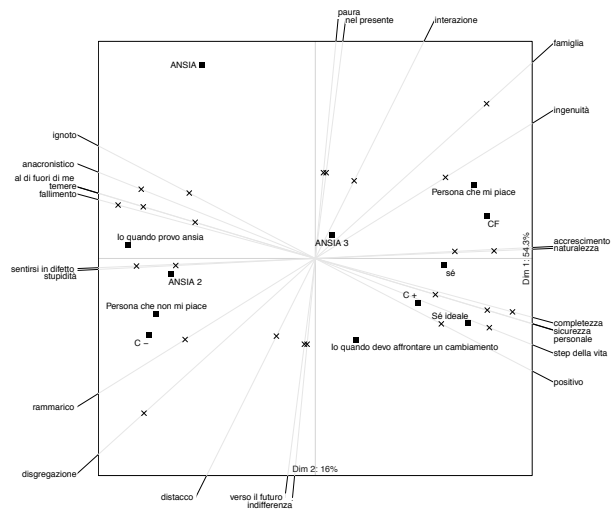 paura
nel presente
interazione
famiglia
ANSIA
ingenuità
ignoto
anacronistico
al di fuori di me
temere
fallimento
Persona che mi piace
CF
Io quando provo ansia
ANSIA 3
accrescimento
naturalezza
Dim 1: 54.3%
sentirsi in difetto
stupidità
ANSIA 2
sé
C +
Persona che non mi piace
Sé ideale
completezza
sicurezza
personale
C –
Io quando devo affrontare un cambiamento
step della vita
positivo
rammarico
disgregazione
Dim 2: 16%
distacco
verso il futuro
indifferenza